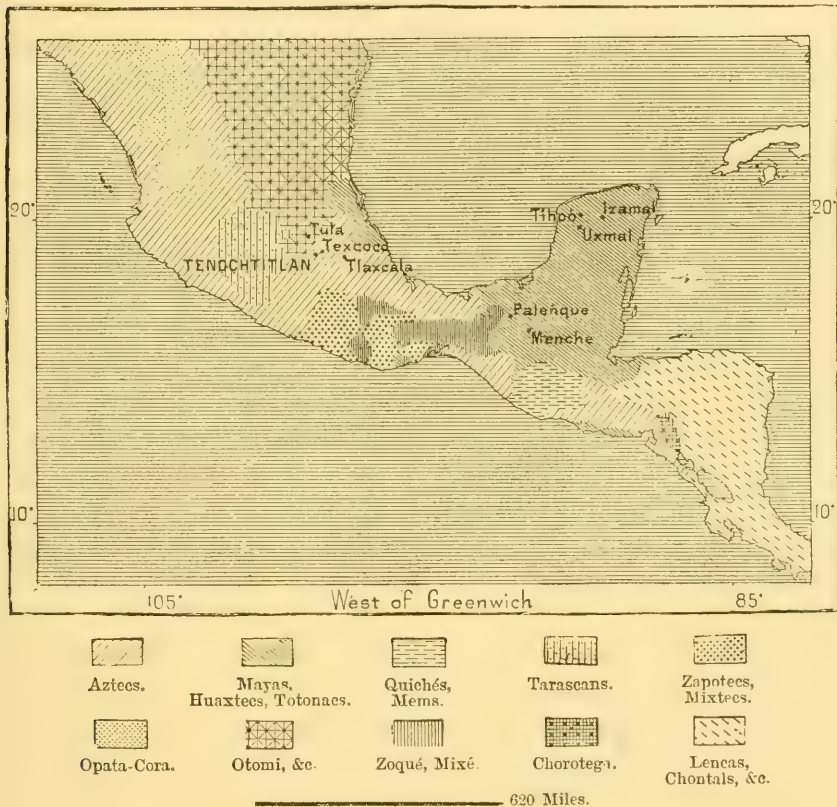 20°
20°
Tihoo
Izamal
Uxmal
Tula
Texcoco
TENOCHTITLAN
Tlaxcala
Palenque
Menche
10°
10°
105°
West of Greenwich
85°
Aztecs.
Mayas,
Huaxtecs, Totonacs.
Quichés,
Mems.
Tarascans.
Zapotecs,
Mixtecs.
Opata-Cora.
Otomi, &c.
Zoqué, Mixé.
Chorotega.
Lencas,
Chontals, &c.
620 Miles.